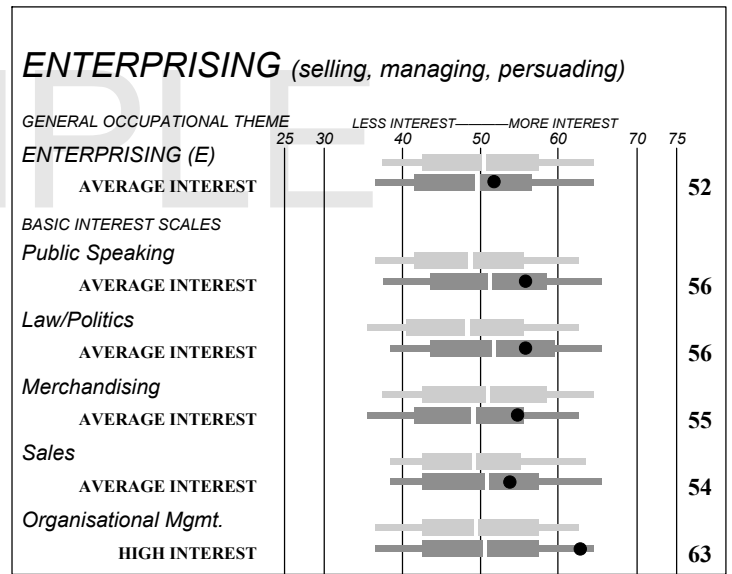 ENTERPRISING (selling, managing, persuading)
GENERAL OCCUPATIONAL THEME LESS INTEREST———MORE INTEREST
25 30 40 50 60 70 75
ENTERPRISING (E)
AVERAGE INTEREST 52
BASIC INTEREST SCALES
Public Speaking
AVERAGE INTEREST 56
Law/Politics
AVERAGE INTEREST 56
Merchandising
AVERAGE INTEREST 55
Sales
AVERAGE INTEREST 54
Organisational Mgmt.
HIGH INTEREST 63